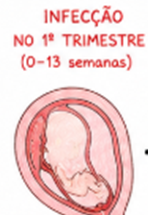 INFECÇÃO
NO 1º TRIMESTRE
(0-13 semanas)